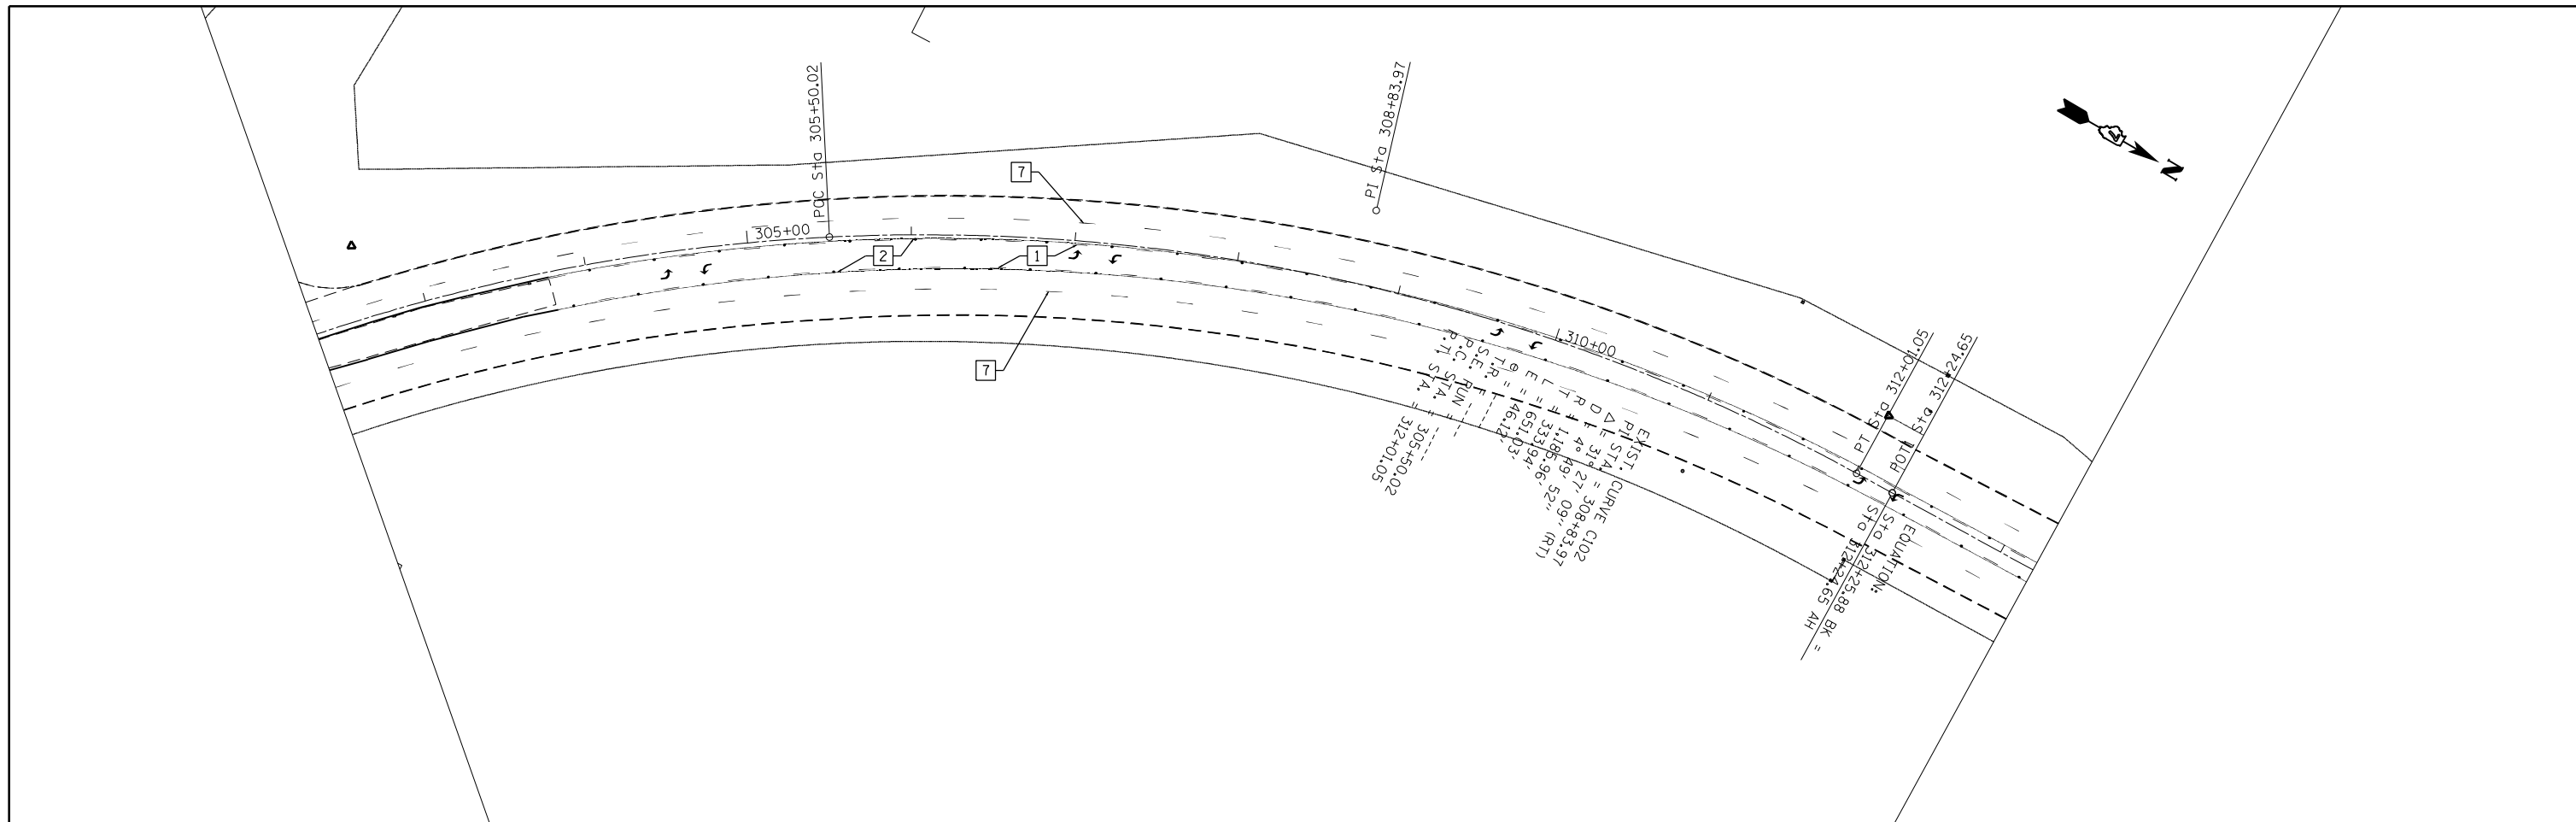 POC Sta 305+50.02
PI Sta 308+83.97
N
7
305+00
2
1
7
310+00
PT Sta 312+01.05
POT Sta 312+24.65
EXIST. CURVE C102
PI STA. = 308+83.97
△ = 31° 27' 09" (RT)
D = 4° 49' 52"
R = 1,185.96'
T = 333.94'
L = 651.03'
E = 46.12'
e = -----
T.R. = -----
S.E. RUN = -----
P.C. STA. = 305+50.02
P.T. STA. = 312+01.05
EQUATION:
Sta 312+25.88 BK =
Sta 312+24.65 AH